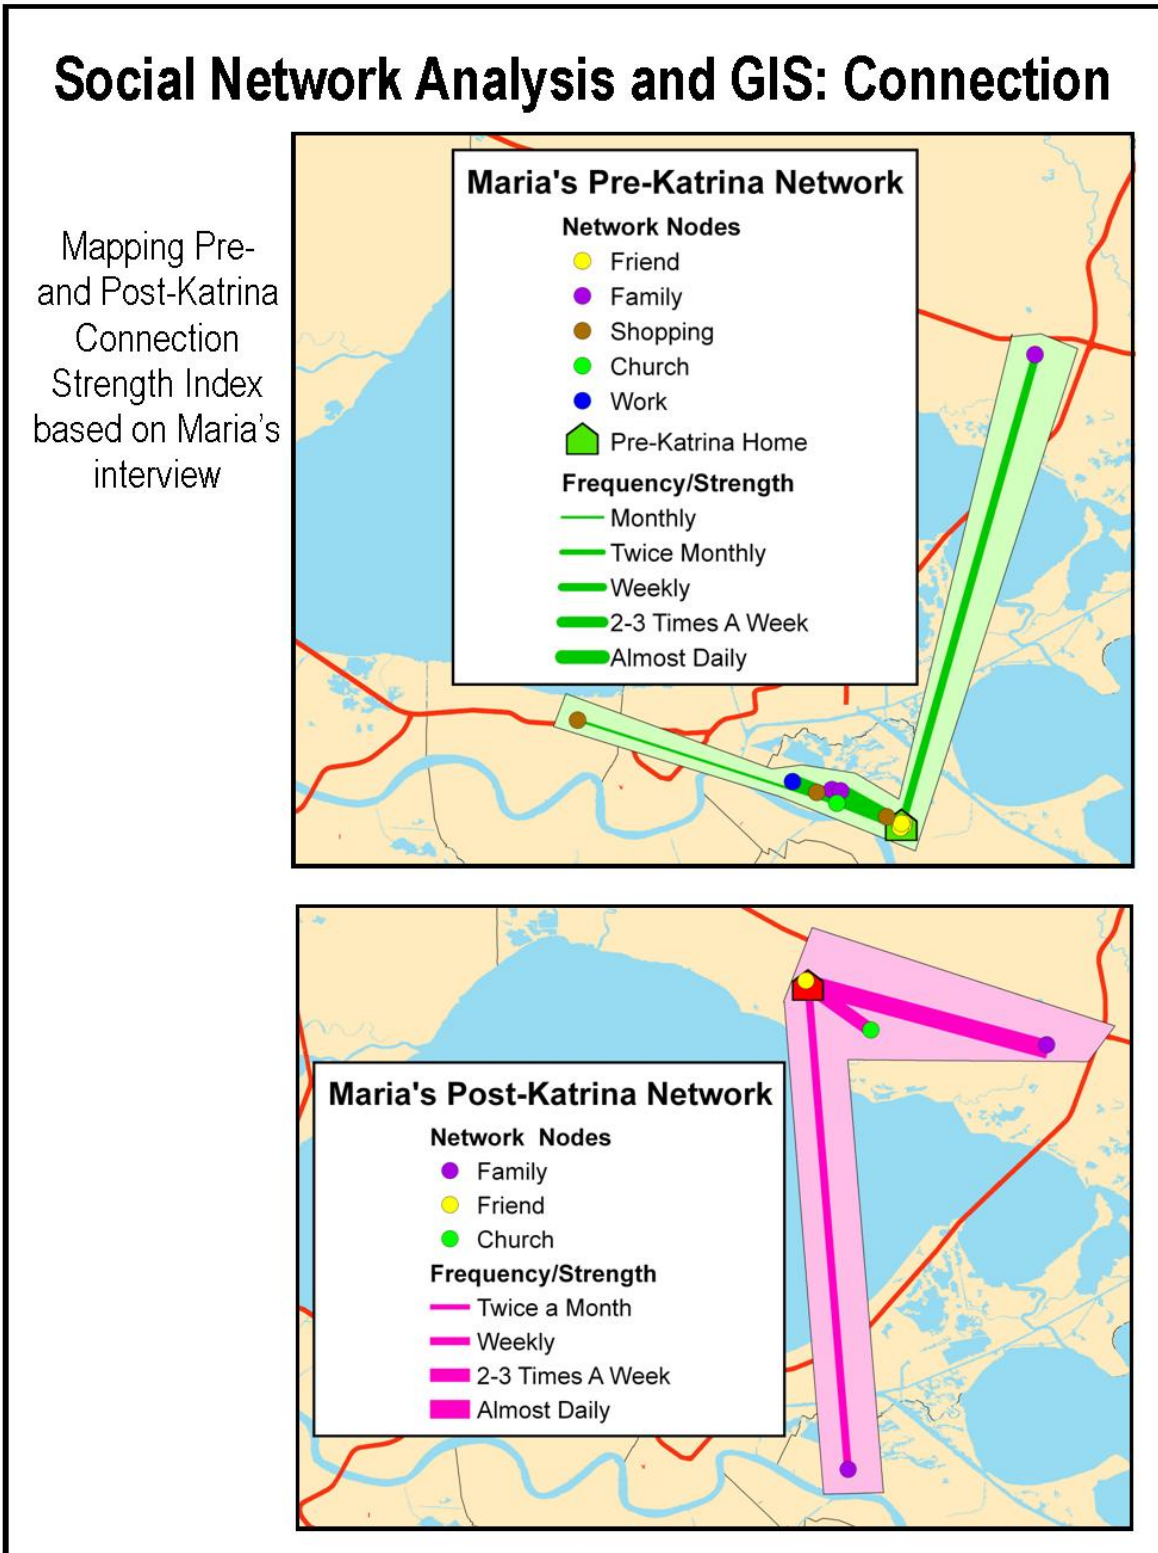 Social Network Analysis and GIS: Connection
Mapping Pre-
and Post-Katrina
Connection
Strength Index
based on Maria's
interview
Maria's Pre-Katrina Network
Network Nodes
Friend
Family
Shopping
Church
Work
Pre-Katrina Home
Frequency/Strength
Monthly
Twice Monthly
Weekly
2-3 Times A Week
Almost Daily
Maria's Post-Katrina Network
Network Nodes
Family
Friend
Church
Frequency/Strength
Twice a Month
Weekly
2-3 Times A Week
Almost Daily